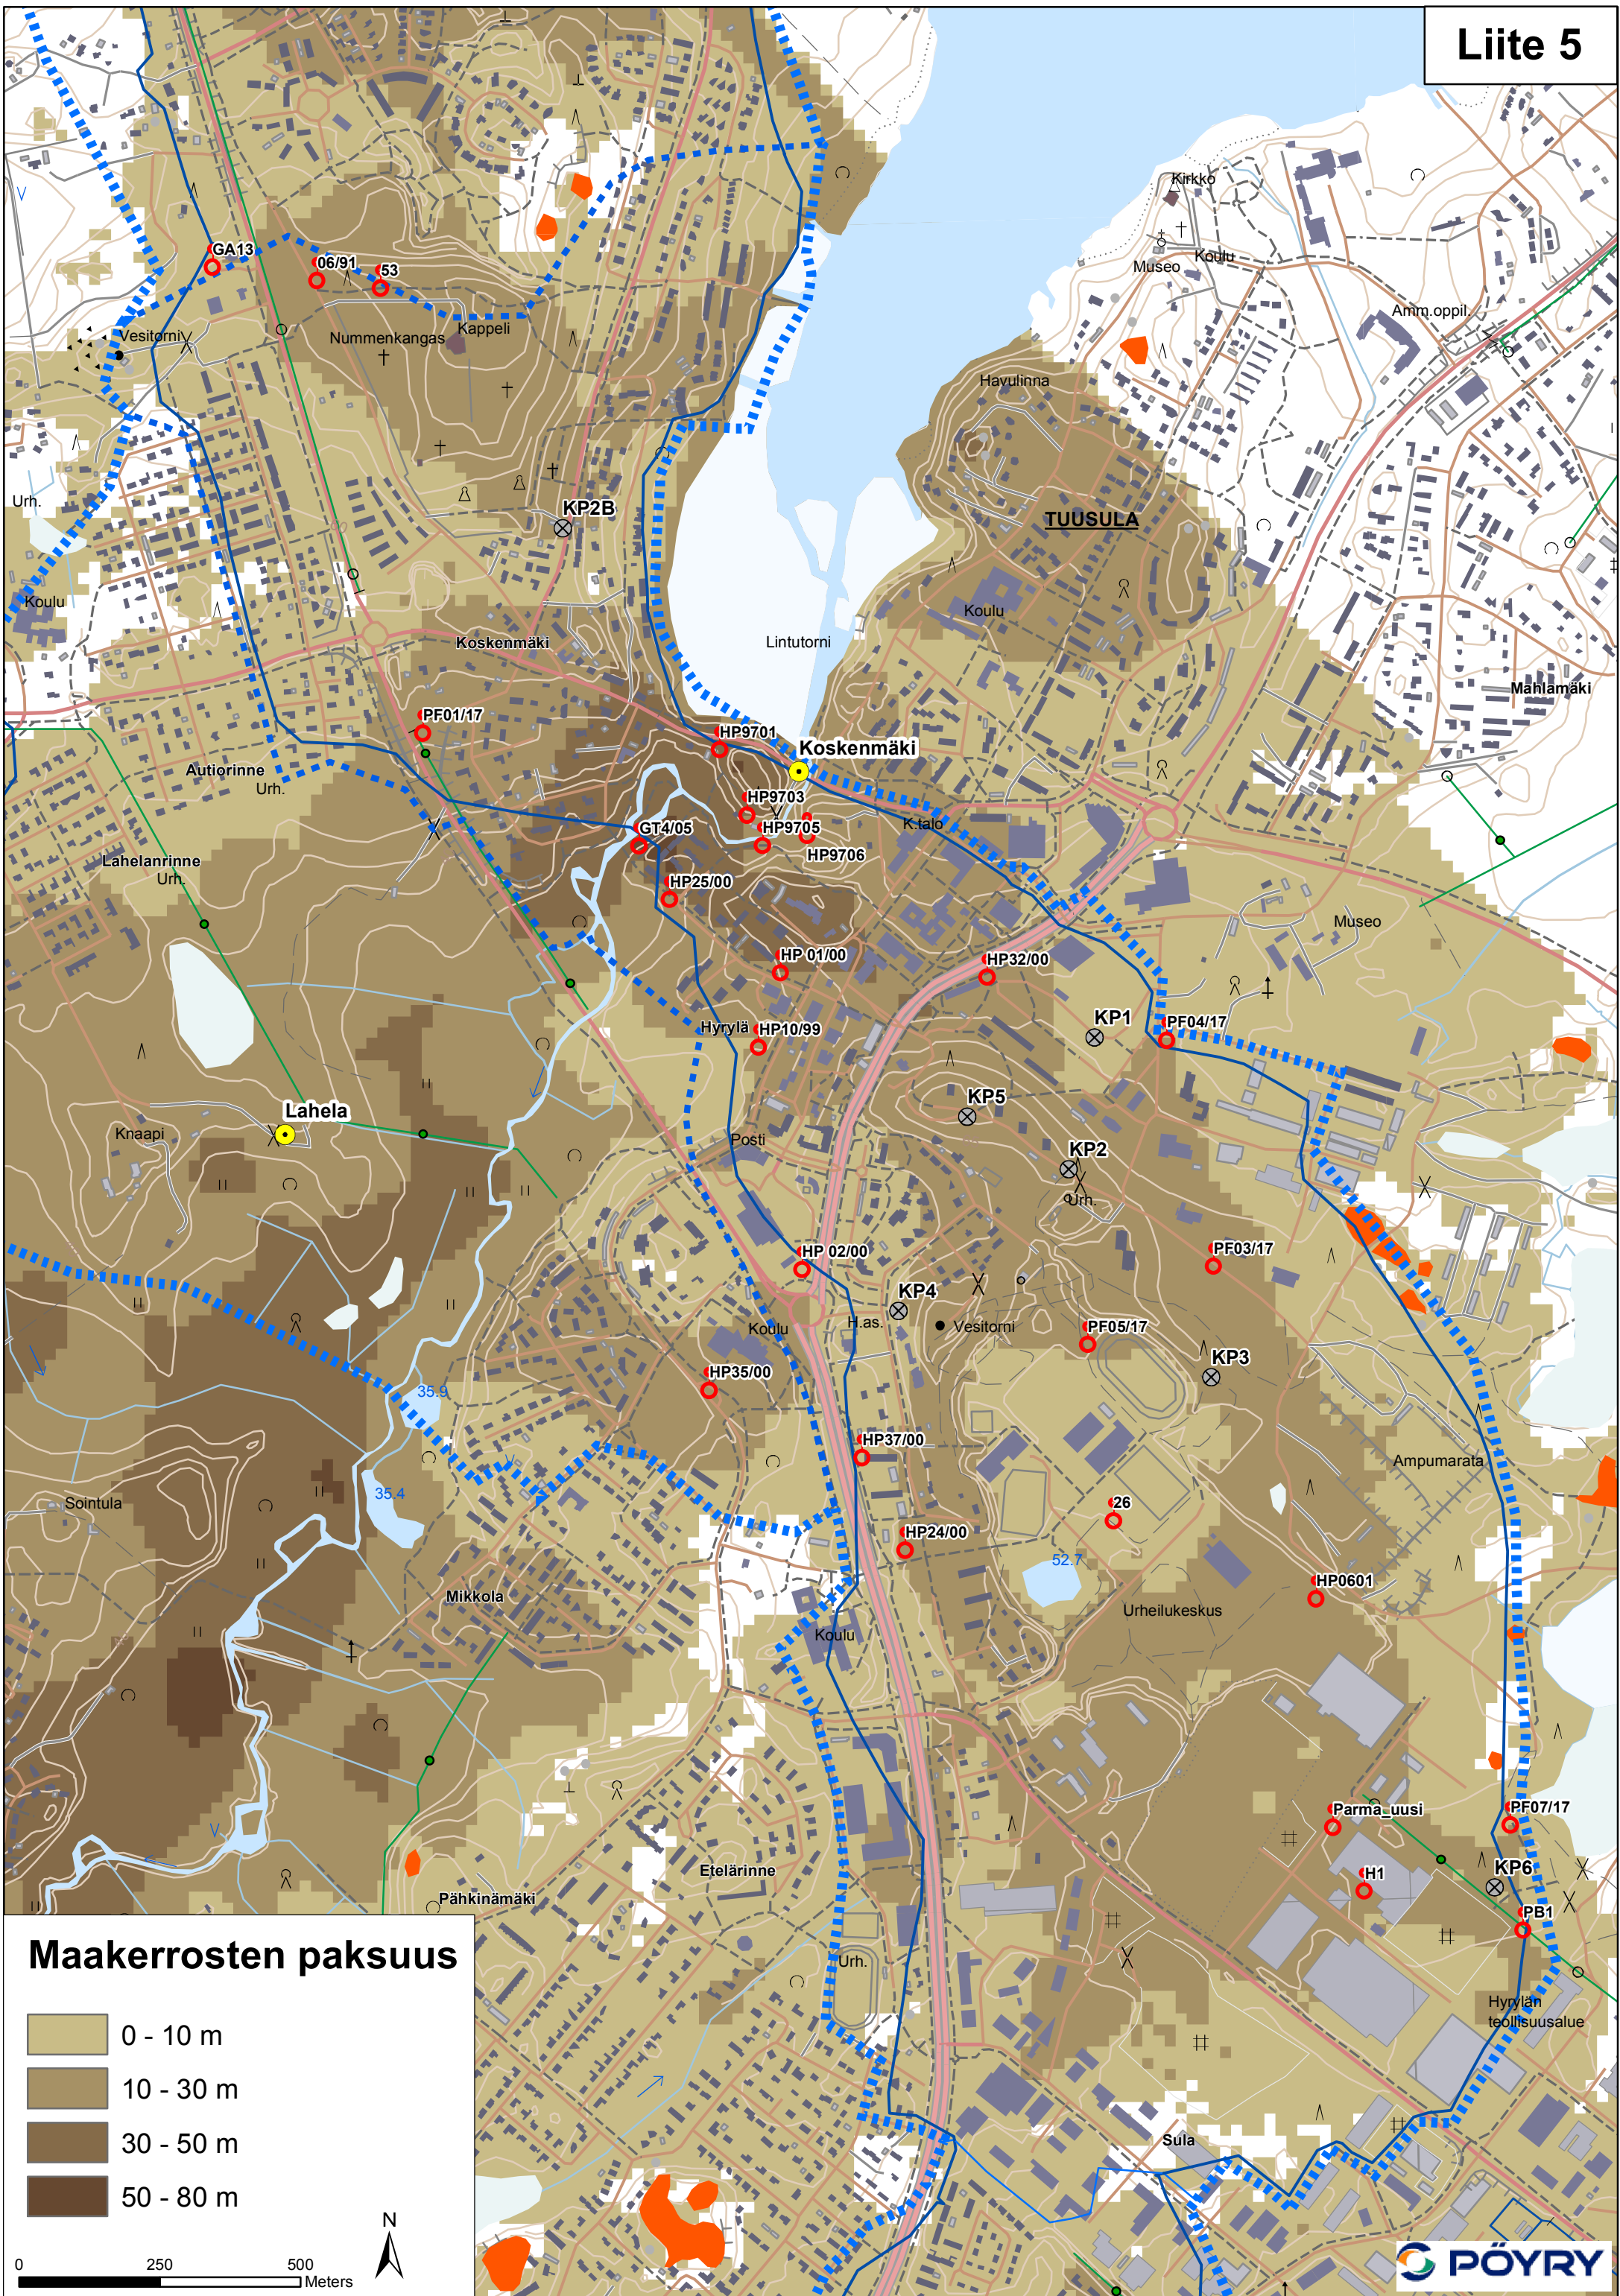 Liite 5
Kirkko
Koulu
Museo
GA13
06/91
53
Amm.oppil.
Vesitorni
Nummenkangas
Kappeli
Havulinna
Urh.
KP2B
TUUSULA
Koulu
Koulu
Koskenmäki
Lintutorni
Mahlamäki
PF01/17
HP9701
Koskenmäki
Autiorinne
Urh.
HP9703
K.talo
GT4/05
HP9705
HP9706
Lahelanrinne
Urh.
HP25/00
Museo
HP 01/00
HP32/00
Hyrylä
HP10/99
KP1
PF04/17
Lahela
Knaapi
KP5
Posti
KP2
Urh.
HP 02/00
PF03/17
KP4
H.as.
Vesitorni
Koulu
PF05/17
HP35/00
KP3
35.9
HP37/00
Ampumarata
35.4
Sointula
26
HP24/00
52.7
HP0601
Mikkola
Urheilukeskus
Koulu
Parma_uusi
PF07/17
Etelärinne
H1
KP6
Pähkinämäki
PB1
Urh.
Hyrylän
teollisuusalue
Sula
Maakerrosten paksuus
0 - 10 m
10 - 30 m
30 - 50 m
50 - 80 m
N
0 250 500
Meters
PÖYRY